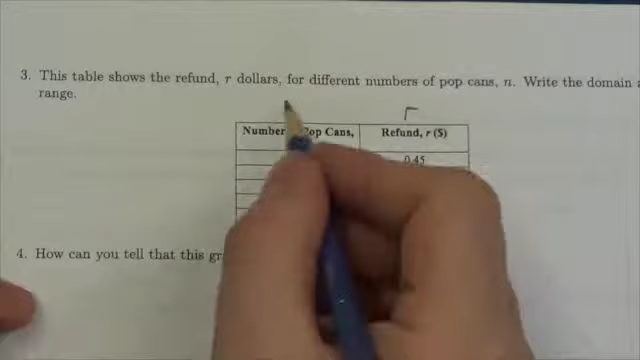 3. This table shows the refund, r dollars, for different numbers of pop cans, n. Write the domain
range.
r
Number Pop Cans, Refund, r ($)
0.45
4. How can you tell that this